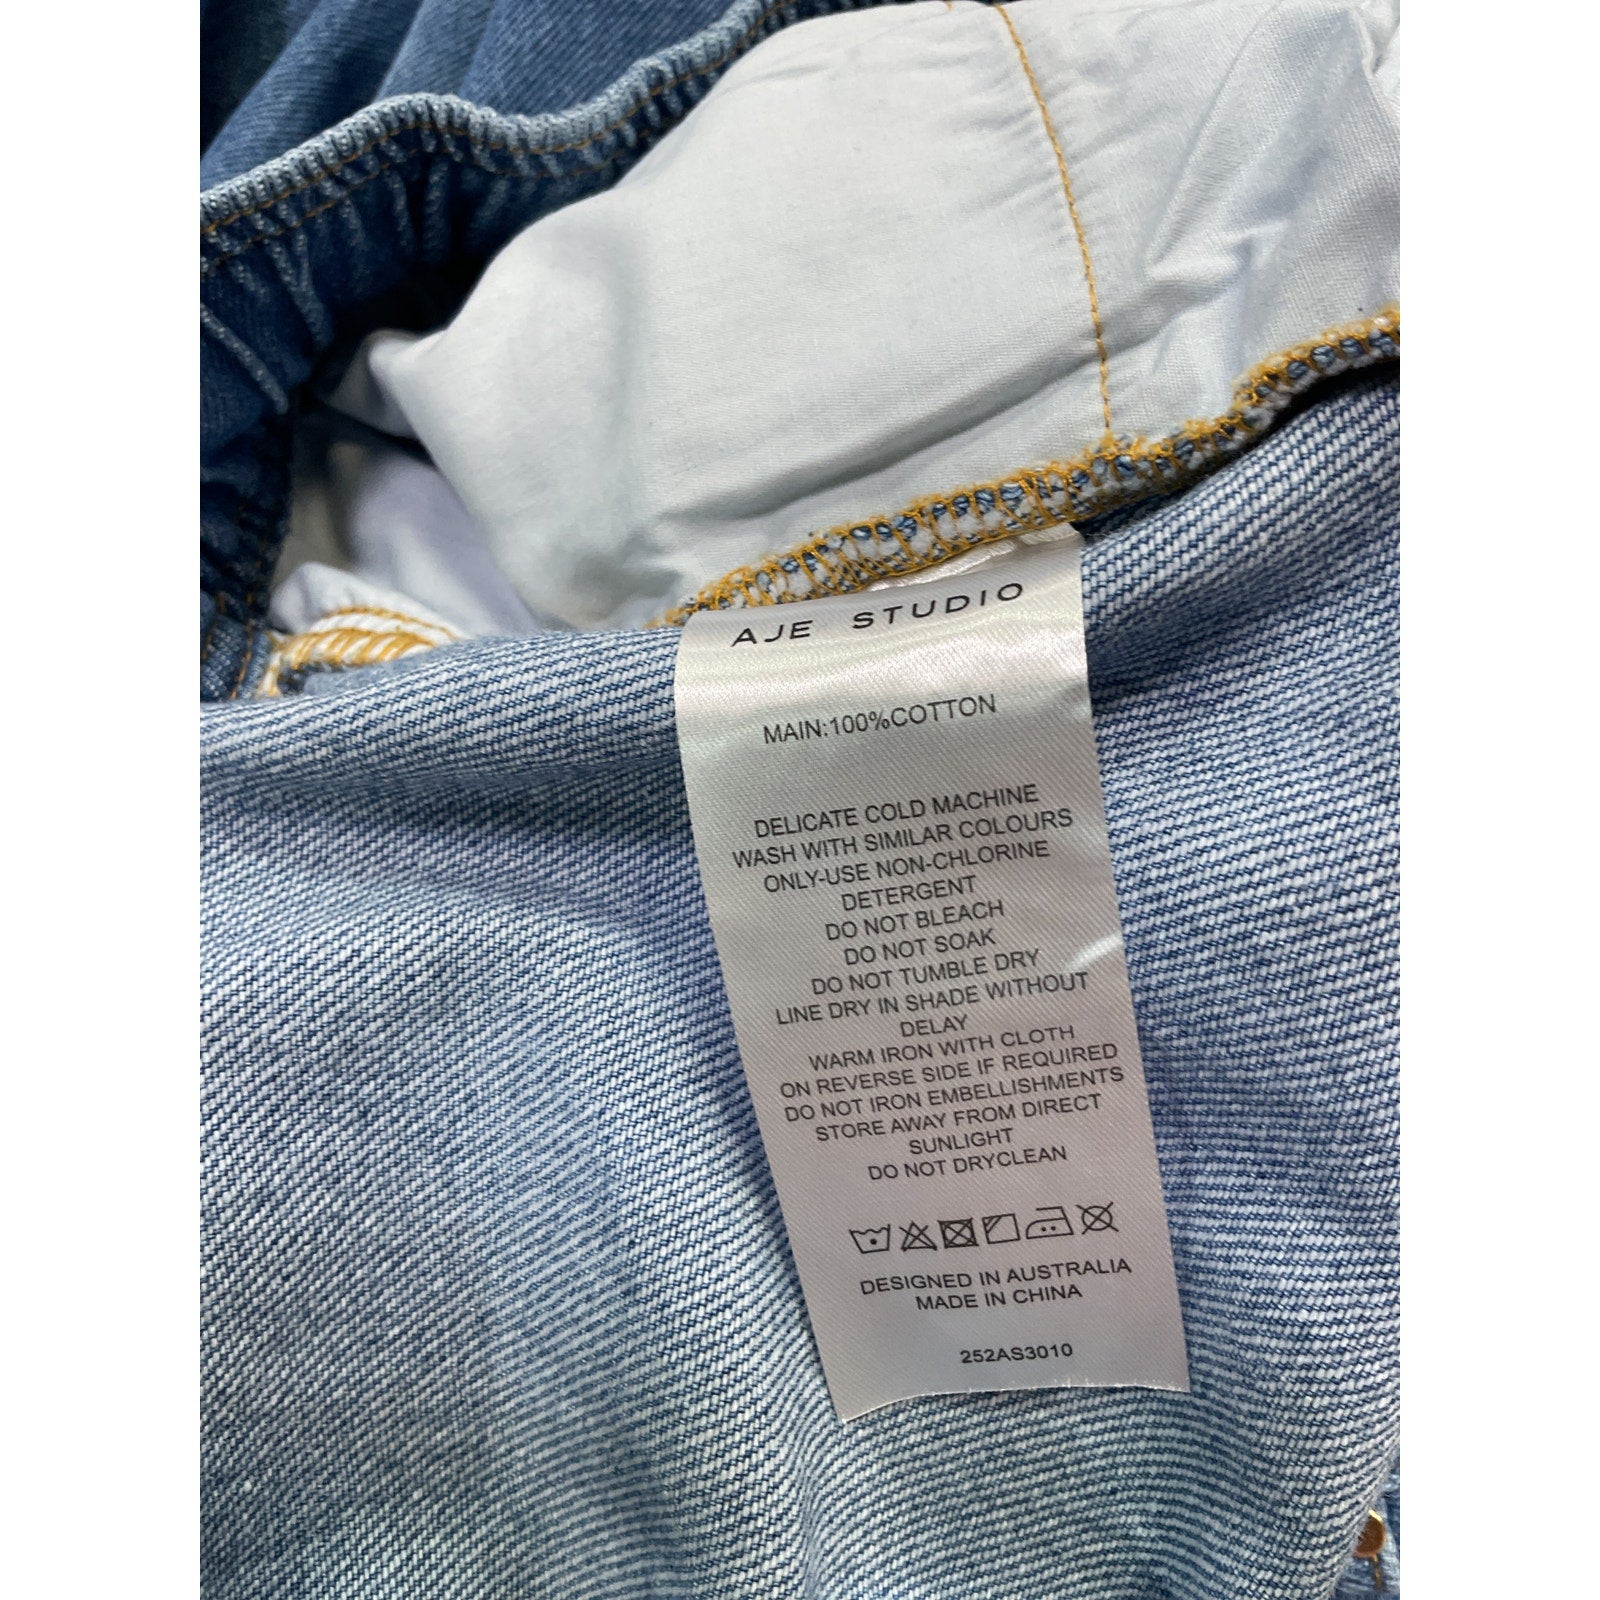 AJE STUDIO
MAIN:100%COTTON
DELICATE COLD MACHINE
WASH WITH SIMILAR COLOURS
ONLY-USE NON-CHLORINE
DETERGENT
DO NOT BLEACH
DO NOT SOAK
DO NOT TUMBLE DRY
LINE DRY IN SHADE WITHOUT
DELAY
WARM IRON WITH CLOTH
ON REVERSE SIDE IF REQUIRED
DO NOT IRON EMBELLISHMENTS
STORE AWAY FROM DIRECT
SUNLIGHT
DO NOT DRYCLEAN
DESIGNED IN AUSTRALIA
MADE IN CHINA
252AS3010